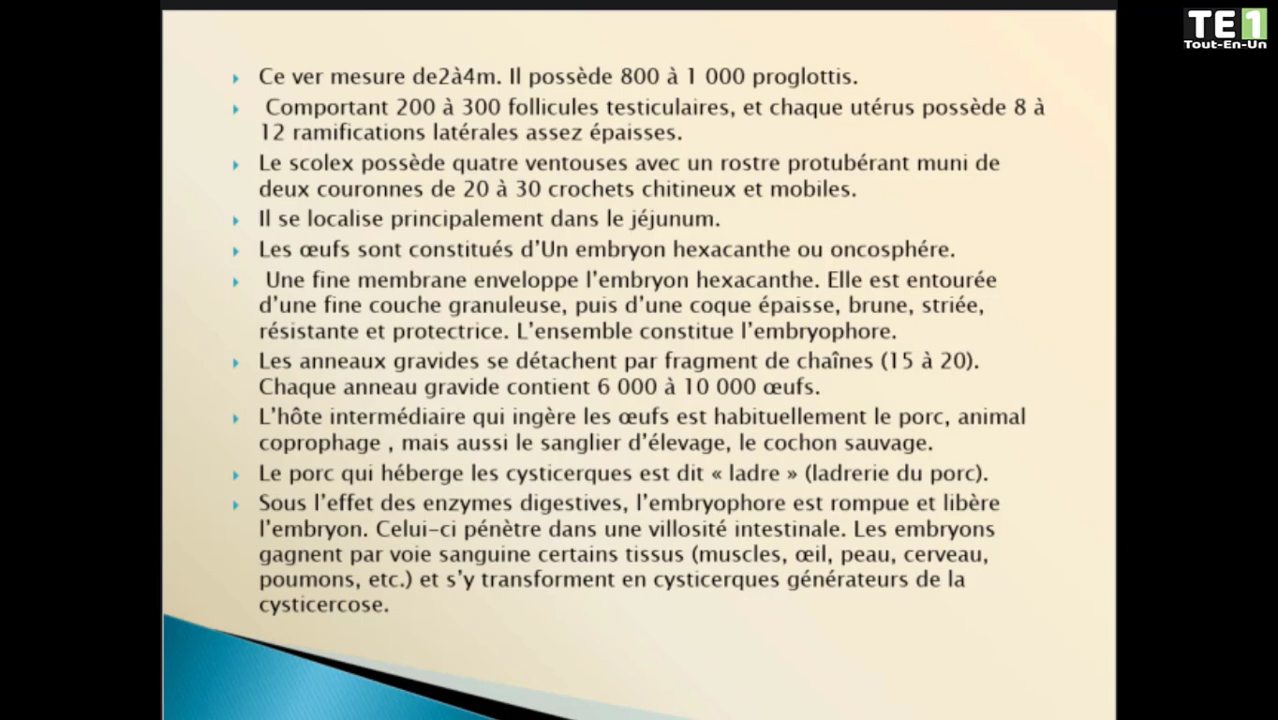 TE1
Tout-En-Un
Ce ver mesure de2à4m. Il possède 800 à 1 000 proglottis.
Comportant 200 à 300 follicules testiculaires, et chaque utérus possède 8 à
12 ramifications latérales assez épaisses.
Le scolex possède quatre ventouses avec un rostre protubérant muni de
deux couronnes de 20 à 30 crochets chitineux et mobiles.
Il se localise principalement dans le jéjunum.
Les œufs sont constitués d’Un embryon hexacanthe ou oncosphére.
Une fine membrane enveloppe l’embryon hexacanthe. Elle est entourée
d’une fine couche granuleuse, puis d’une coque épaisse, brune, striée,
résistante et protectrice. L’ensemble constitue l’embryophore.
Les anneaux gravides se détachent par fragment de chaînes (15 à 20).
Chaque anneau gravide contient 6 000 à 10 000 œufs.
L’hôte intermédiaire qui ingère les œufs est habituellement le porc, animal
coprophage , mais aussi le sanglier d’élevage, le cochon sauvage.
Le porc qui héberge les cysticerques est dit « ladre » (ladrerie du porc).
Sous l’effet des enzymes digestives, l’embryophore est rompue et libère
l’embryon. Celui-ci pénètre dans une villosité intestinale. Les embryons
gagnent par voie sanguine certains tissus (muscles, œil, peau, cerveau,
poumons, etc.) et s’y transforment en cysticerques générateurs de la
cysticercose.